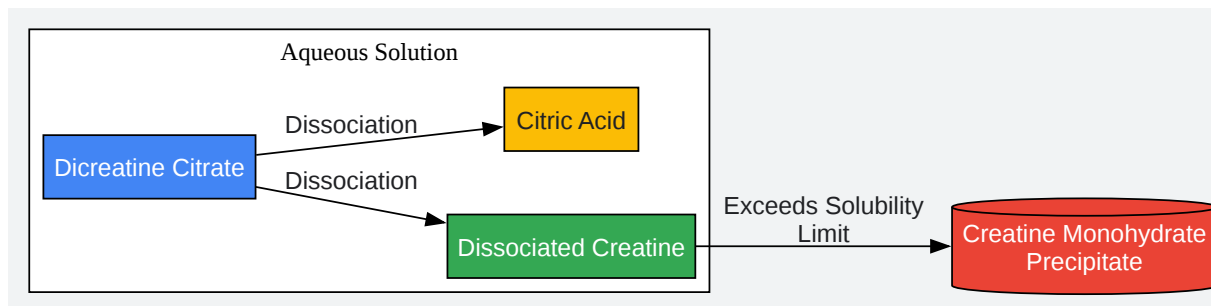 Aqueous Solution
Dissociation
Citric Acid
Dicreatine Citrate
Dissociation
Dissociated Creatine
Exceeds Solubility
Limit
Creatine Monohydrate
Precipitate